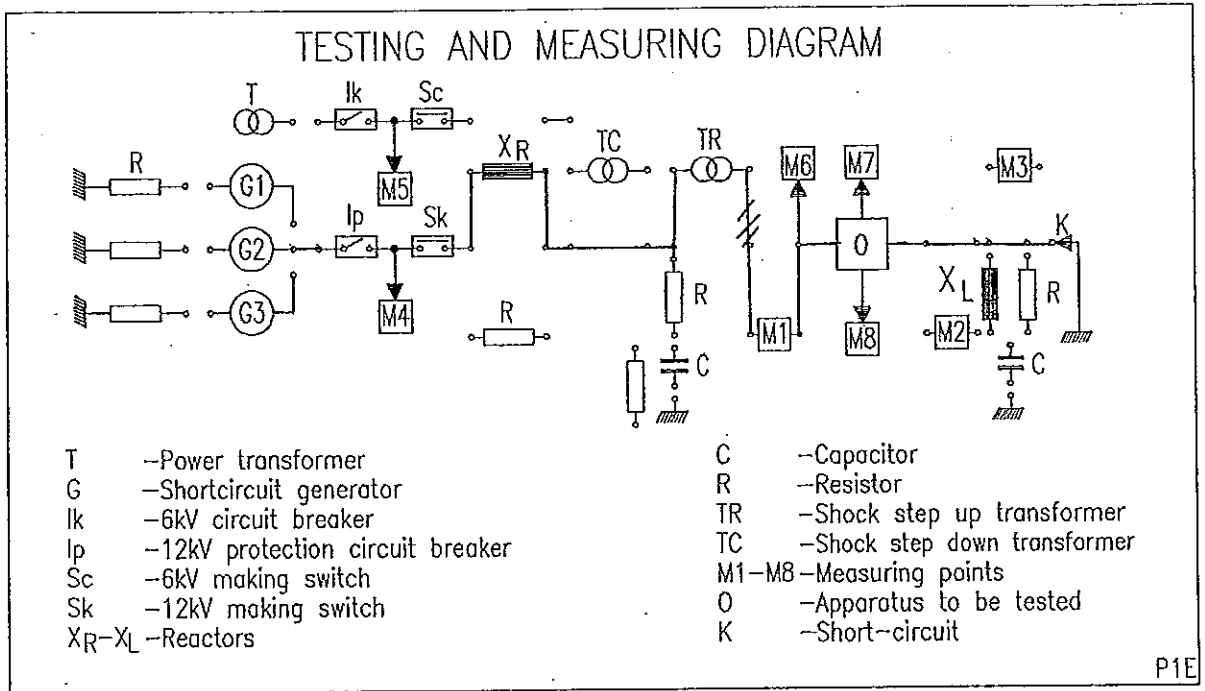 TESTING AND MEASURING DIAGRAM
T Ik Sc
XR TC TR M6 M7 M3
R G1 M5
Ip Sk K
G2 O
G3 M4 R R XL R
M1 M8 M2
C C
T –Power transformer
G –Shortcircuit generator
Ik –6kV circuit breaker
Ip –12kV protection circuit breaker
Sc –6kV making switch
Sk –12kV making switch
XR–XL–Reactors
C –Capacitor
R –Resistor
TR –Shock step up transformer
TC –Shock step down transformer
M1–M8–Measuring points
O –Apparatus to be tested
K –Short–circuit
P1E